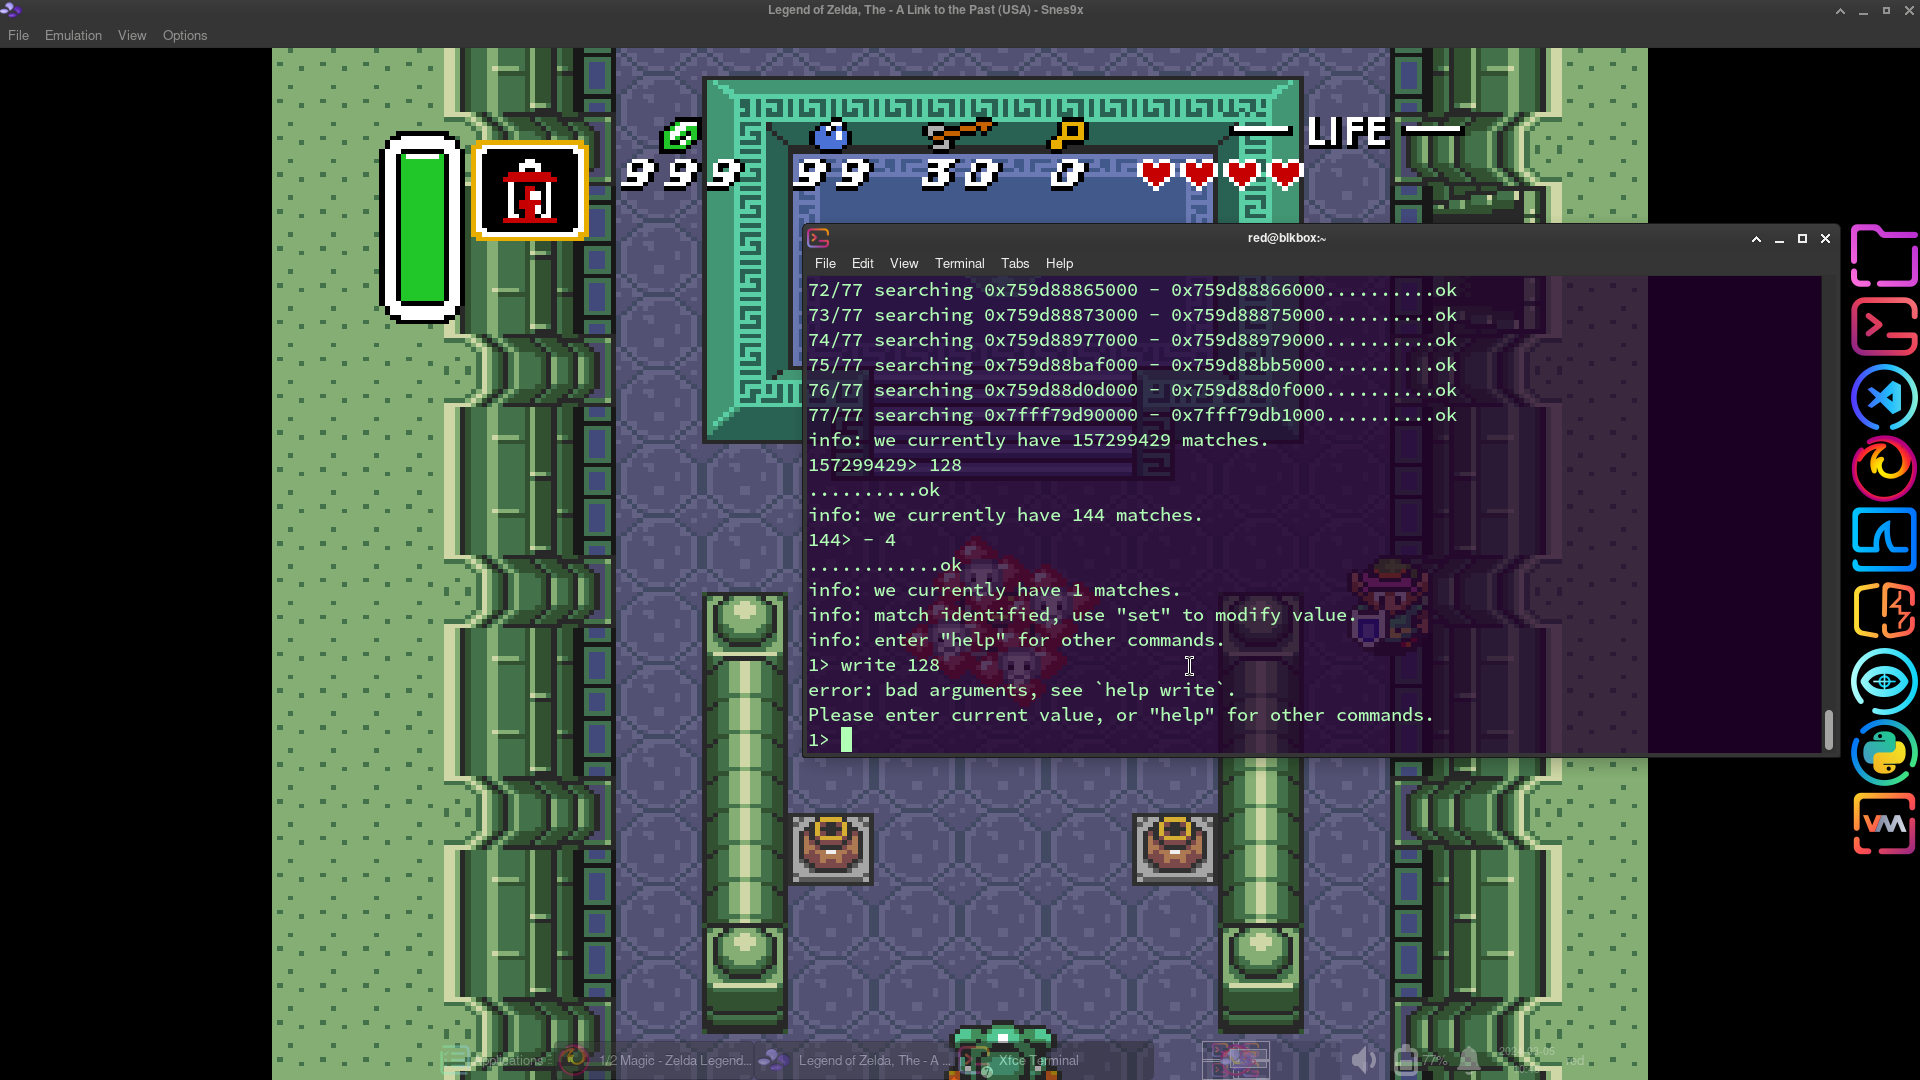 Legend of Zelda, The - A Link to the Past (USA) - Snes9x
File Emulation View Options
LIFE
999 99 30 0
red@blkbox:~
File Edit View Terminal Tabs Help
72/77 searching 0x759d88865000 - 0x759d88866000..........ok
73/77 searching 0x759d88873000 - 0x759d88875000..........ok
74/77 searching 0x759d88977000 - 0x759d88979000..........ok
75/77 searching 0x759d88baf000 - 0x759d88bb5000..........ok
76/77 searching 0x759d88d0d000 - 0x759d88d0f000..........ok
77/77 searching 0x7fff79d90000 - 0x7fff79db1000..........ok
info: we currently have 157299429 matches.
157299429> 128
..........ok
info: we currently have 144 matches.
144> - 4
............ok
info: we currently have 1 matches.
info: match identified, use "set" to modify value.
info: enter "help" for other commands.
1> write 128
error: bad arguments, see `help write`.
Please enter current value, or "help" for other commands.
1>
VM
Applications 1/2 Magic - Zelda Legend... Legend of Zelda, The - A ... Xfce Terminal 77% red